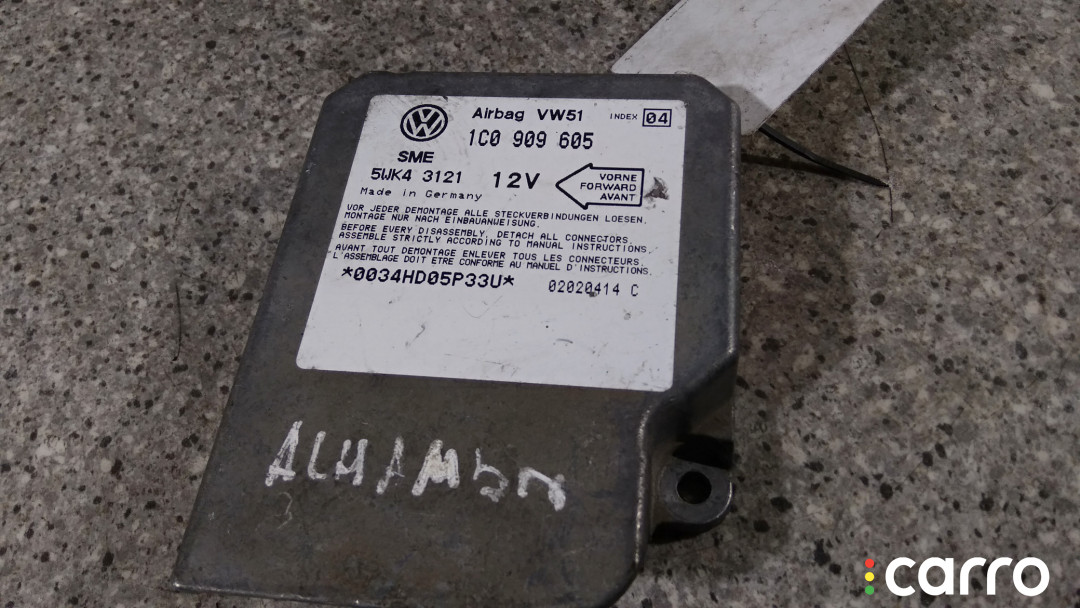 Airbag VW51 INDEX 04
1C0 909 605
SME
5WK4 3121 12V
Made in Germany
VORNE
FORWARD
AVANT
VOR JEDER DEMONTAGE ALLE STECKVERBINDUNGEN LOESEN.
MONTAGE NUR NACH EINBAUANWEISUNG.
BEFORE EVERY DISASSEMBLY, DETACH ALL CONNECTORS.
ASSEMBLE STRICTLY ACCORDING TO MANUAL INSTRUCTIONS.
AVANT TOUT DEMONTAGE ENLEVER TOUS LES CONNECTEURS.
L'ASSEMBLAGE DOIT ETRE CONFORME AU MANUEL D'INSTRUCTIONS.
*0034HD05P33U* 02020414 C
carro